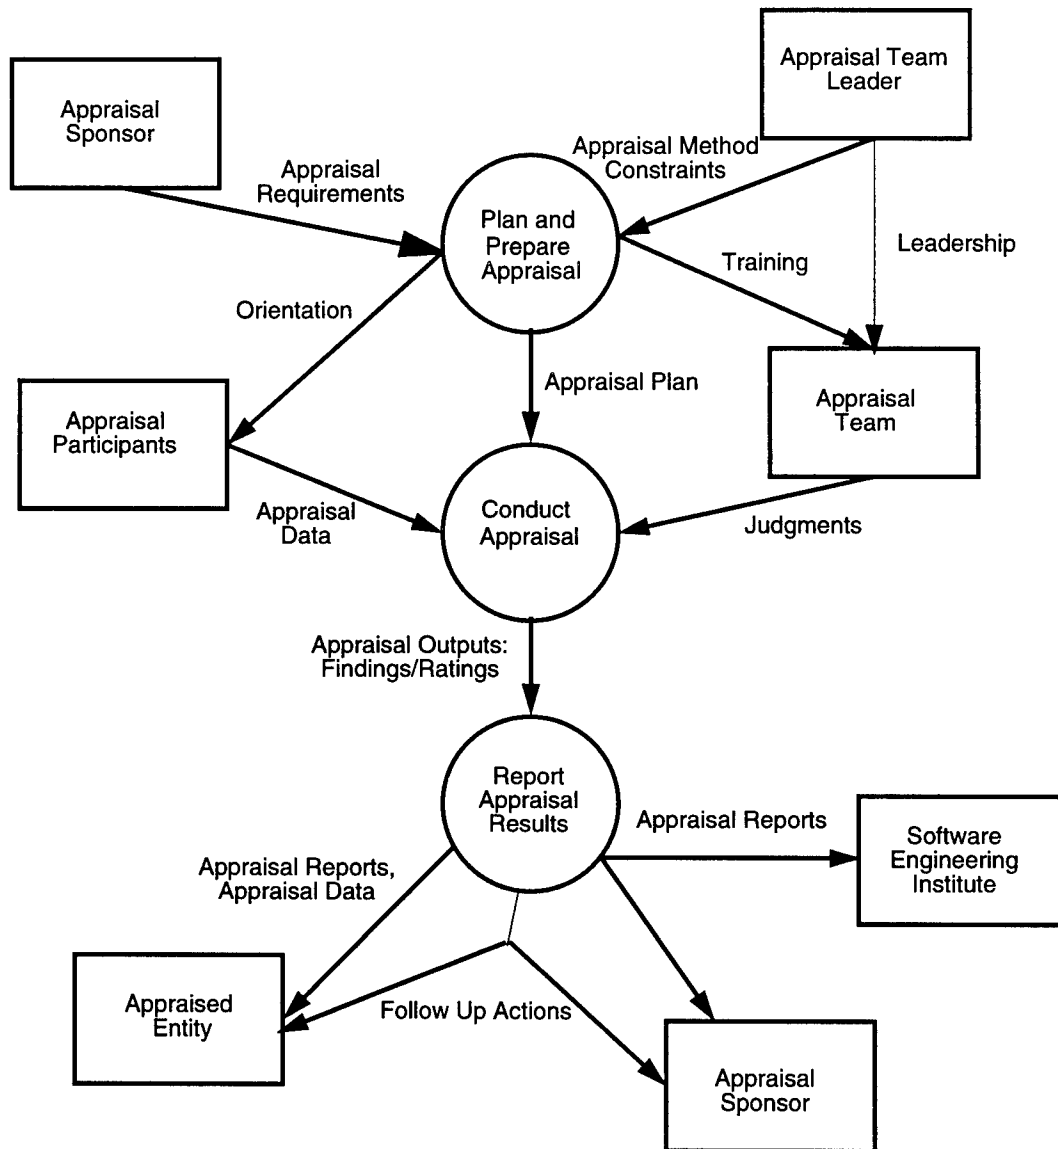 Appraisal Team
Leader
Appraisal
Sponsor
Appraisal Method
Constraints
Appraisal
Requirements
Plan and
Prepare
Appraisal
Leadership
Training
Orientation
Appraisal Plan
Appraisal
Team
Appraisal
Participants
Appraisal
Data
Conduct
Appraisal
Judgments
Appraisal Outputs:
Findings/Ratings
Report
Appraisal
Results
Appraisal Reports
Software
Engineering
Institute
Appraisal Reports,
Appraisal Data
Appraised
Entity
Follow Up Actions
Appraisal
Sponsor